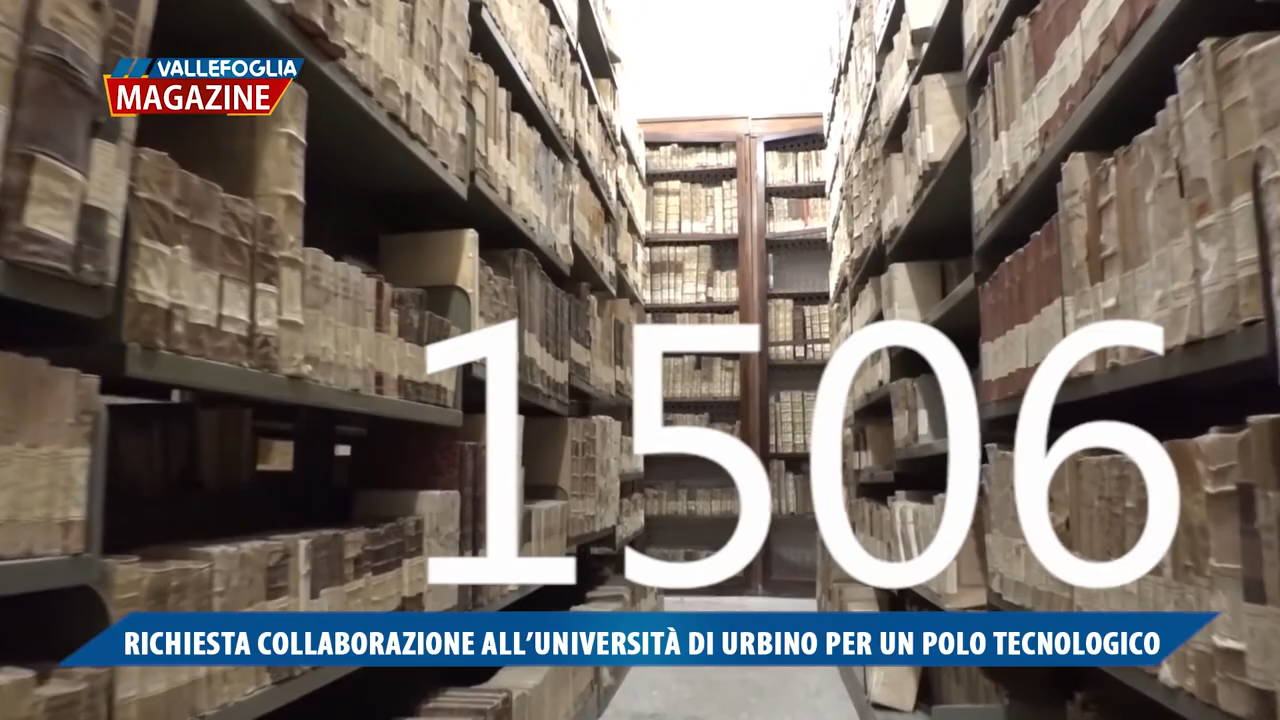 VALLEFOGLIA
MAGAZINE
1506
RICHIESTA COLLABORAZIONE ALL’UNIVERSITÀ DI URBINO PER UN POLO TECNOLOGICO